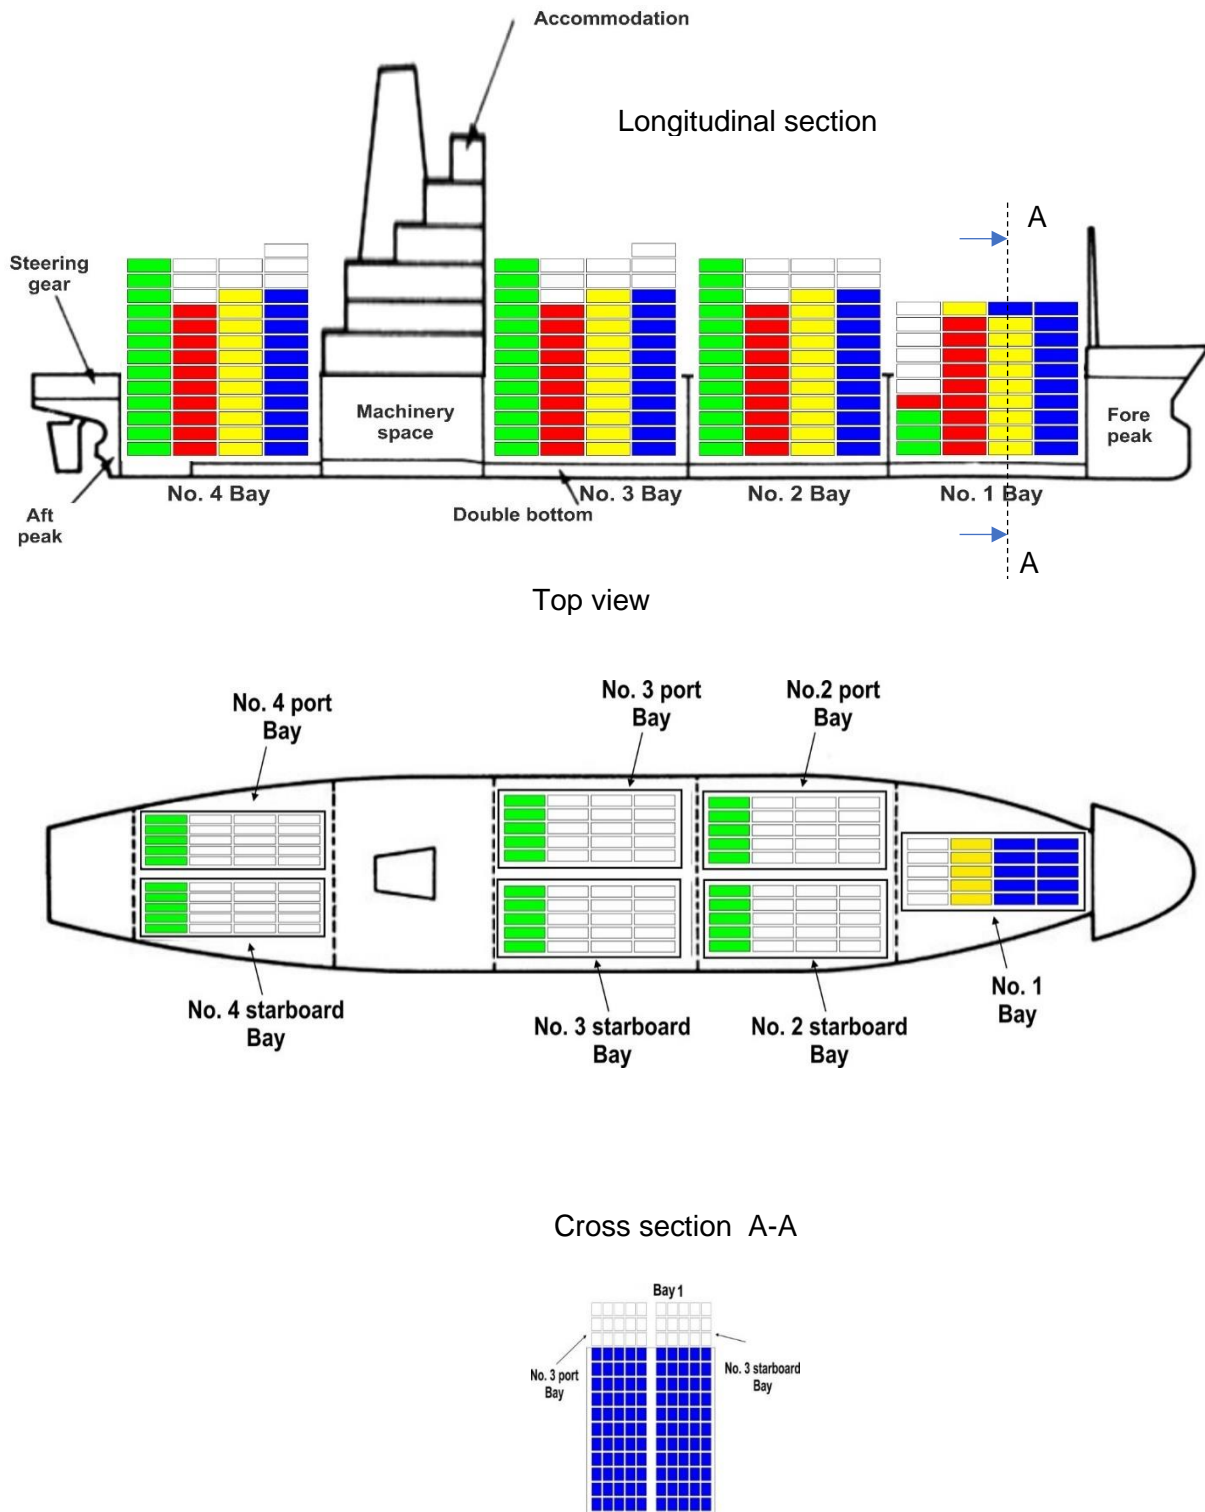 Accommodation
Longitudinal section
A
Steering
gear
Machinery
space
Fore
peak
No. 4 Bay
No. 3 Bay
No. 2 Bay
No. 1 Bay
Aft
peak
Double bottom
A
Top view
No. 4 port
Bay
No. 3 port
Bay
No.2 port
Bay
No. 4 starboard
Bay
No. 3 starboard
Bay
No. 2 starboard
Bay
No. 1
Bay
Cross section A-A
Bay 1
No. 3 port
Bay
No. 3 starboard
Bay